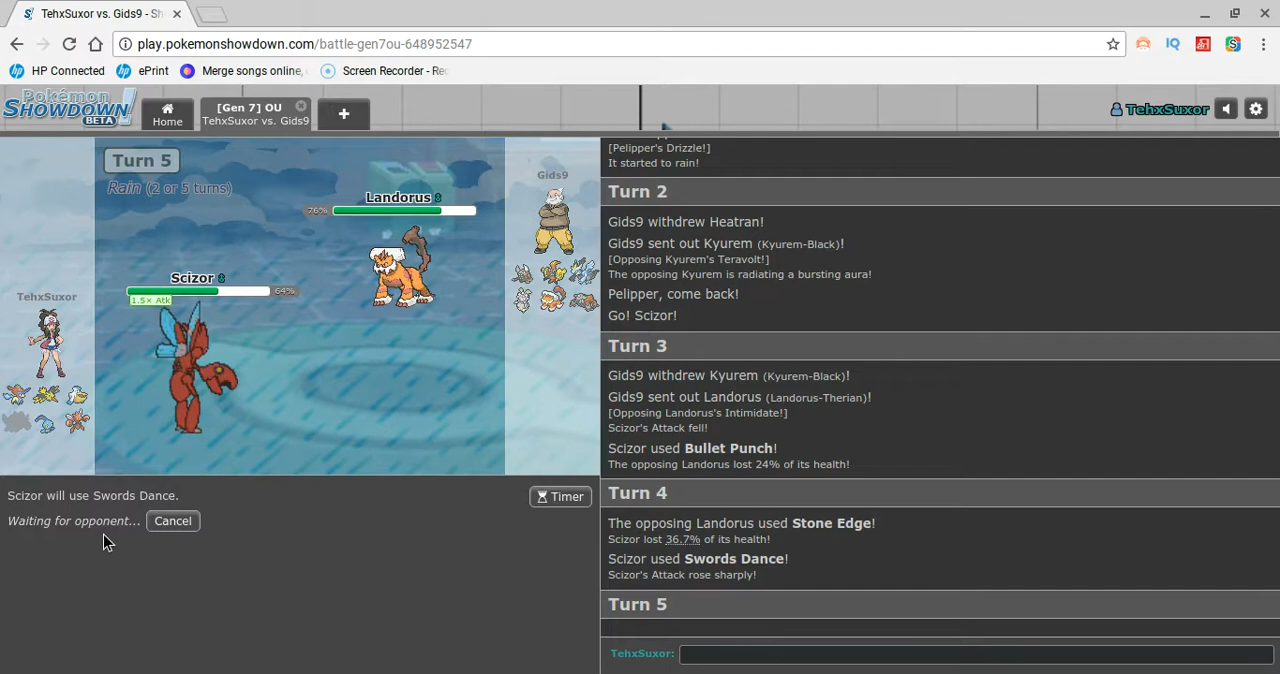 TehxSuxor vs. Gids9 - Sh
play.pokemonshowdown.com/battle-gen7ou-648952547
HP Connected
ePrint
Merge songs online,
Screen Recorder - Rec
IQ
Pokémon
SHOWDOWN!
BETA
Home
[Gen 7] OU
TehxSuxor vs. Gids9
TehxSuxor
Turn 5
Rain (2 or 5 turns)
Landorus
76%
Gids9
Scizor
64%
1.5× Atk
TehxSuxor
Scizor will use Swords Dance.
Timer
Waiting for opponent...
Cancel
[Pelipper's Drizzle!]
It started to rain!
Turn 2
Gids9 withdrew Heatran!
Gids9 sent out Kyurem (Kyurem-Black)!
[Opposing Kyurem's Teravolt!]
The opposing Kyurem is radiating a bursting aura!
Pelipper, come back!
Go! Scizor!
Turn 3
Gids9 withdrew Kyurem (Kyurem-Black)!
Gids9 sent out Landorus (Landorus-Therian)!
[Opposing Landorus's Intimidate!]
Scizor's Attack fell!
Scizor used Bullet Punch!
The opposing Landorus lost 24% of its health!
Turn 4
The opposing Landorus used Stone Edge!
Scizor lost 36.7% of its health!
Scizor used Swords Dance!
Scizor's Attack rose sharply!
Turn 5
TehxSuxor: